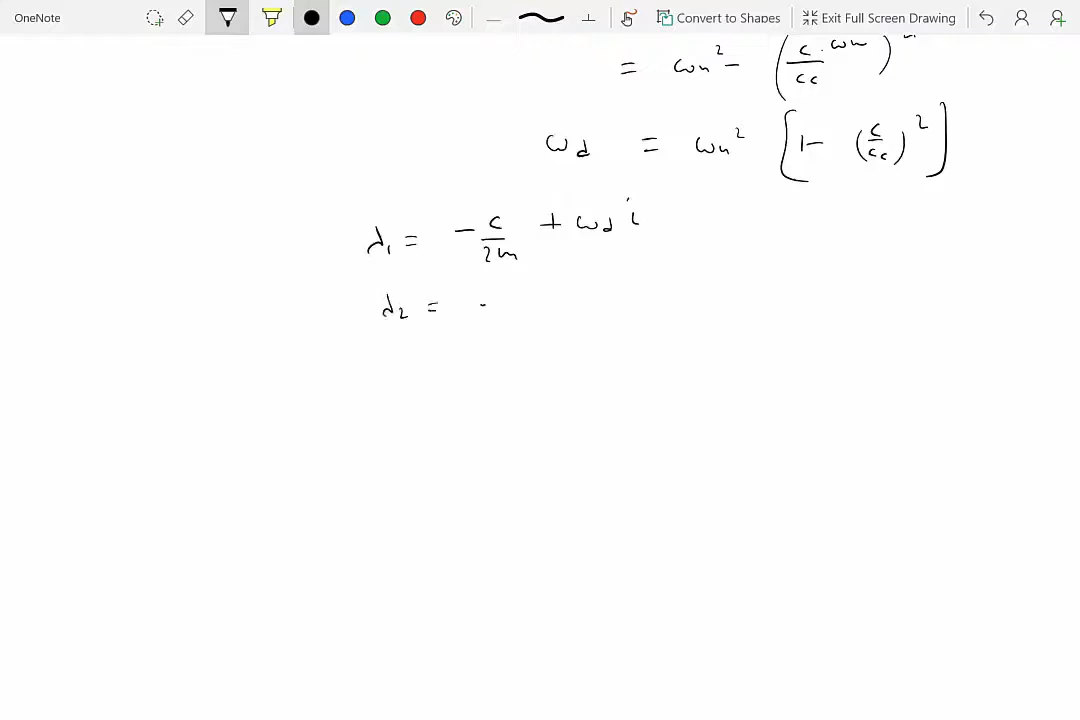 OneNote Convert to Shapes Exit Full Screen Drawing
= ωn² - (c/cc · ωn)²
ωd = ωn² [1 - (c/cc)²]
λ₁ = - c/2m + ωd i
λ₂ = -